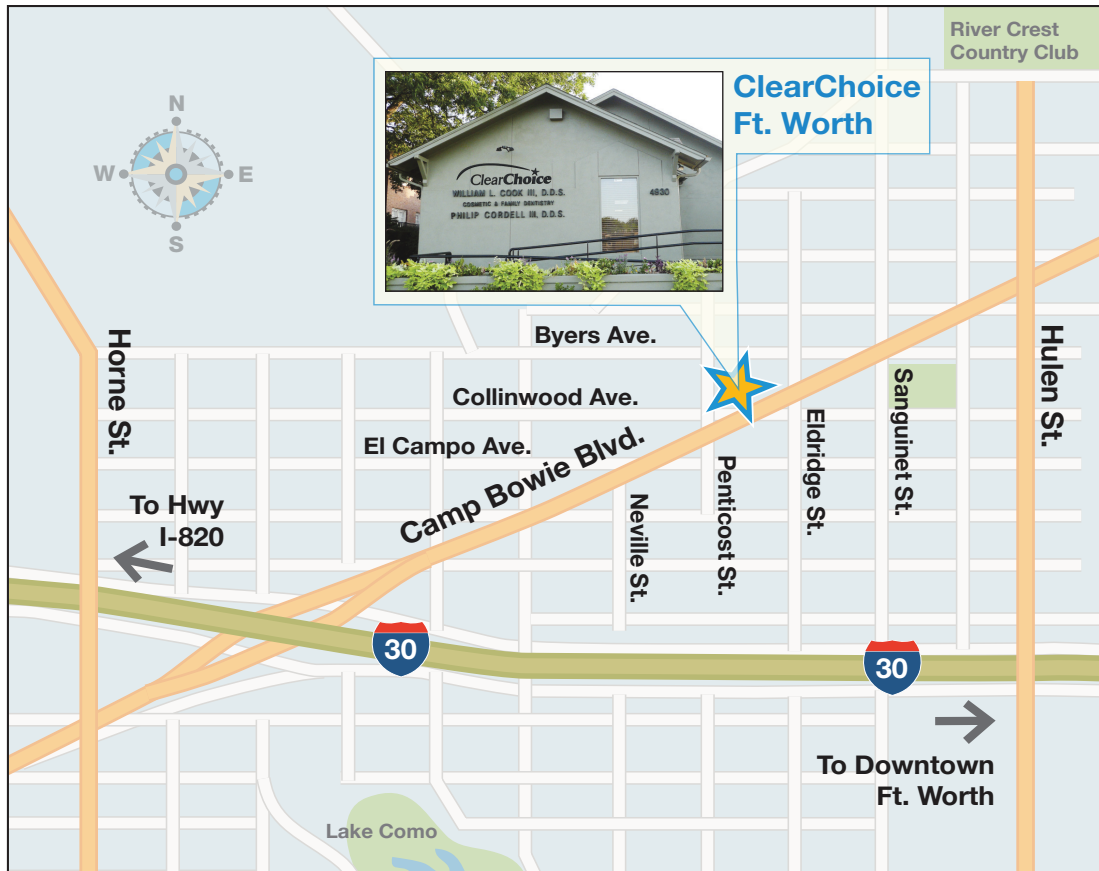 River Crest
Country Club
ClearChoice
Ft. Worth
ClearChoice
WILLIAM L. COOK III, D.D.S.
COSMETIC & FAMILY DENTISTRY
PHILIP CORDELL III, D.D.S.
4930
N
W
E
S
Horne St.
Byers Ave.
Collinwood Ave.
El Campo Ave.
Camp Bowie Blvd.
Neville St.
Penticost St.
Eldridge St.
Sanguinet St.
Hulen St.
To Hwy
I-820
30
30
To Downtown
Ft. Worth
Lake Como